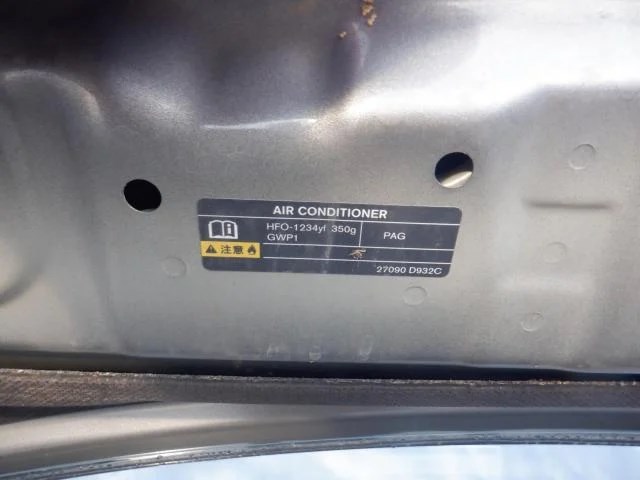 AIR CONDITIONER
HFO-1234yf 350g
GWP1
PAG
注意
27090 D932C